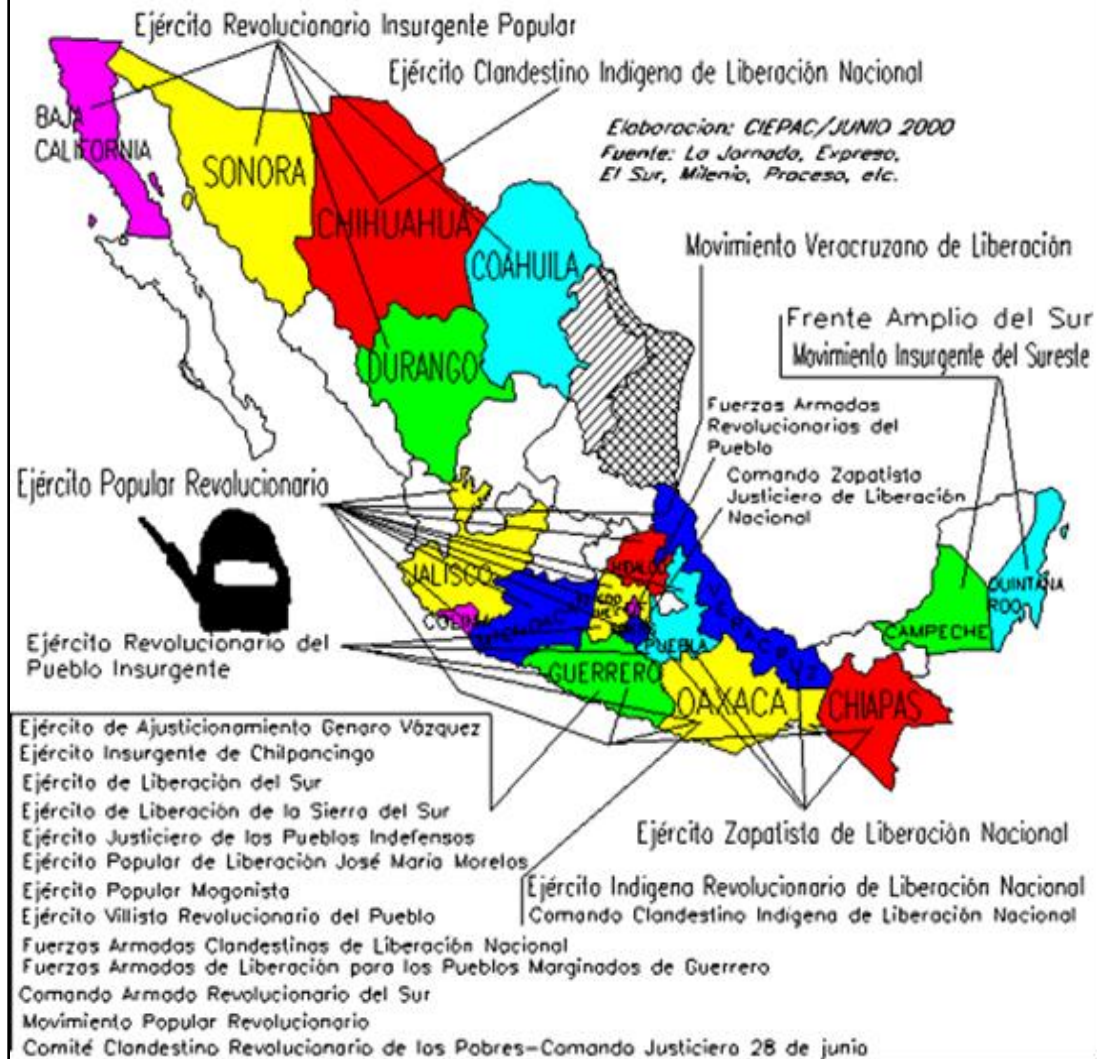 Ejército Revolucionario Insurgente Popular
Ejército Clandestino Indígena de Liberación Nacional
Elaboracion: CIEPAC/JUNIO 2000
Fuente: La Jornada, Expreso,
El Sur, Milenio, Proceso, etc.
BAJA
CALIFORNIA
SONORA
CHIHUAHUA
COAHUILA
DURANGO
Movimiento Veracruzano de Liberación
Frente Amplio del Sur
Movimiento Insurgente del Sureste
Fuerzas Armadas
Revolucionarias del
Pueblo
Comando Zapatista
Justiciero de Liberación
Nacional
Ejército Popular Revolucionario
JALISCO
HIDALGO
PUEBLA
VERACRUZ
QUINTANA
ROO
CAMPECHE
GUERRERO
OAXACA
CHIAPAS
Ejército Revolucionario del
Pueblo Insurgente
Ejército de Ajusticionamiento Genaro Vázquez
Ejército Insurgente de Chilpancingo
Ejército de Liberación del Sur
Ejército de Liberación de la Sierra del Sur
Ejército Justiciero de los Pueblos Indefensos
Ejército Popular de Liberación José María Morelos
Ejército Popular Magonista
Ejército Villista Revolucionario del Pueblo
Fuerzas Armadas Clandestinas de Liberación Nacional
Fuerzas Armadas de Liberación para los Pueblos Marginados de Guerrero
Comando Armado Revolucionario del Sur
Movimiento Popular Revolucionario
Comité Clandestino Revolucionario de los Pobres-Comando Justiciero 28 de junio
Ejército Zapatista de Liberación Nacional
Ejército Indígena Revolucionario de Liberación Nacional
Comando Clandestino Indígena de Liberación Nacional